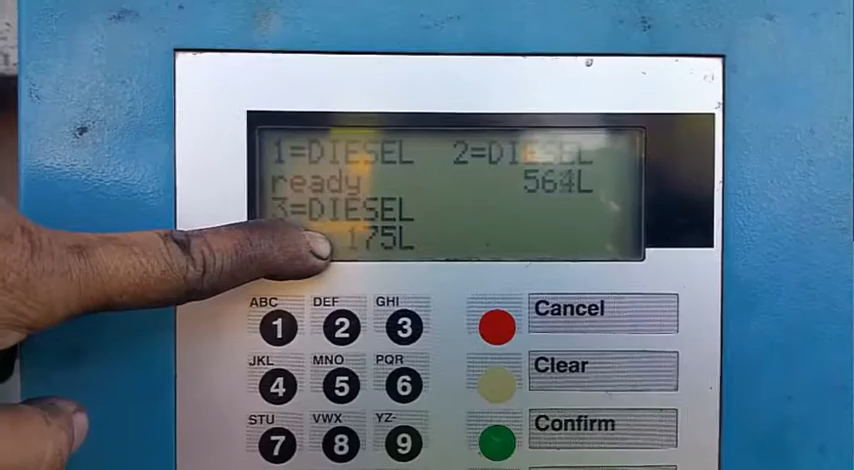 1=DIESEL 2=DIESEL
ready 564L
3=DIESEL
175L
ABC DEF GHI
1 2 3 Cancel
JKL MNO PQR
4 5 6 Clear
STU VWX YZ-
7 8 9 Confirm